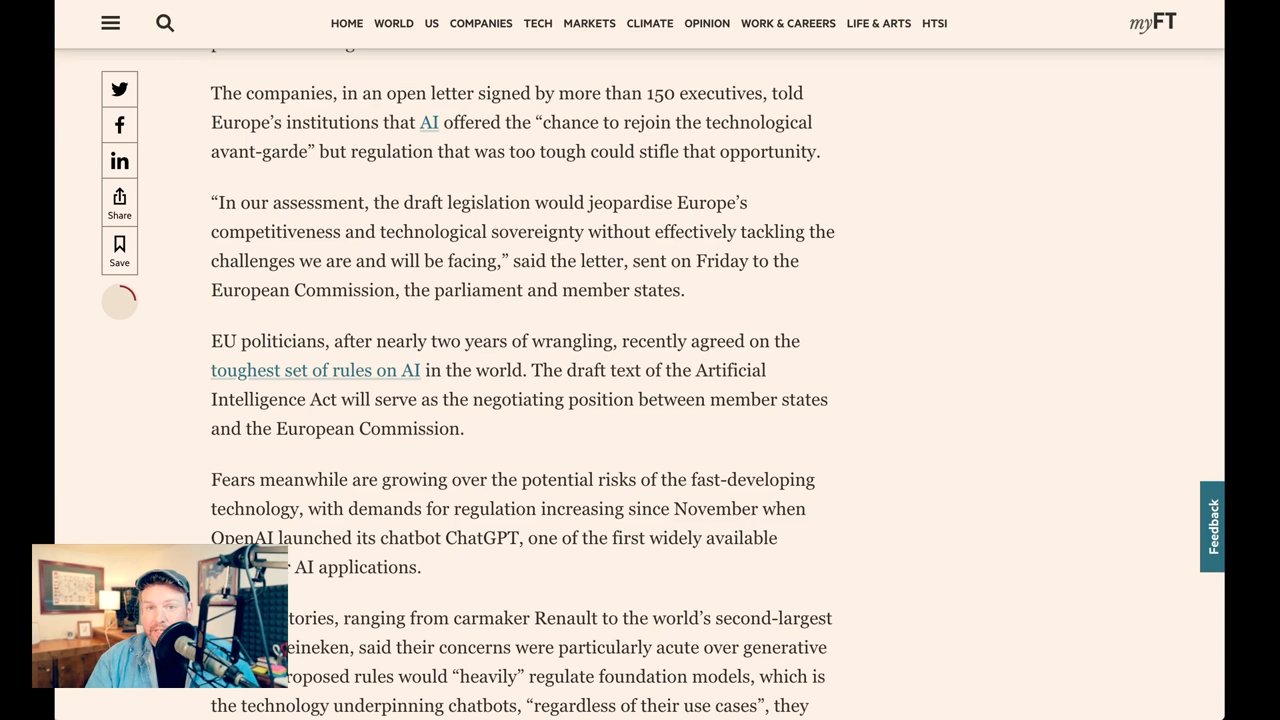 HOME WORLD US COMPANIES TECH MARKETS CLIMATE OPINION WORK & CAREERS LIFE & ARTS HTSI
myFT
The companies, in an open letter signed by more than 150 executives, told
Europe’s institutions that AI offered the “chance to rejoin the technological
avant-garde” but regulation that was too tough could stifle that opportunity.
“In our assessment, the draft legislation would jeopardise Europe’s
competitiveness and technological sovereignty without effectively tackling the
challenges we are and will be facing,” said the letter, sent on Friday to the
European Commission, the parliament and member states.
EU politicians, after nearly two years of wrangling, recently agreed on the
toughest set of rules on AI in the world. The draft text of the Artificial
Intelligence Act will serve as the negotiating position between member states
and the European Commission.
Fears meanwhile are growing over the potential risks of the fast-developing
technology, with demands for regulation increasing since November when
OpenAI launched its chatbot ChatGPT, one of the first widely available
AI applications.
tories, ranging from carmaker Renault to the world’s second-largest
eineken, said their concerns were particularly acute over generative
roposed rules would “heavily” regulate foundation models, which is
the technology underpinning chatbots, “regardless of their use cases”, they
in
Share
Save
Feedback